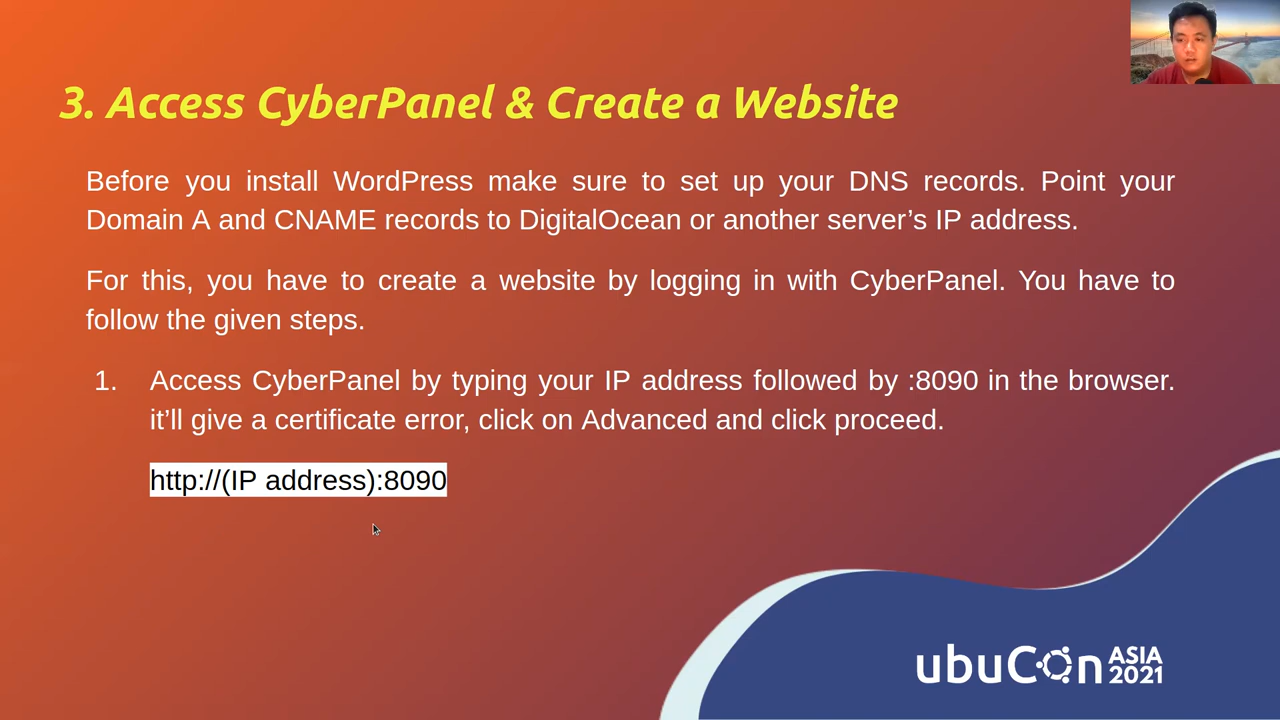 3. Access CyberPanel & Create a Website
Before you install WordPress make sure to set up your DNS records. Point your
Domain A and CNAME records to DigitalOcean or another server’s IP address.
For this, you have to create a website by logging in with CyberPanel. You have to
follow the given steps.
1. Access CyberPanel by typing your IP address followed by :8090 in the browser.
it’ll give a certificate error, click on Advanced and click proceed.
http://(IP address):8090
ubuCon ASIA
2021